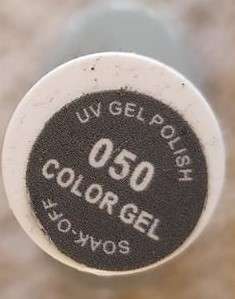 UV GEL POLISH
050
COLOR GEL
SOAK-OFF